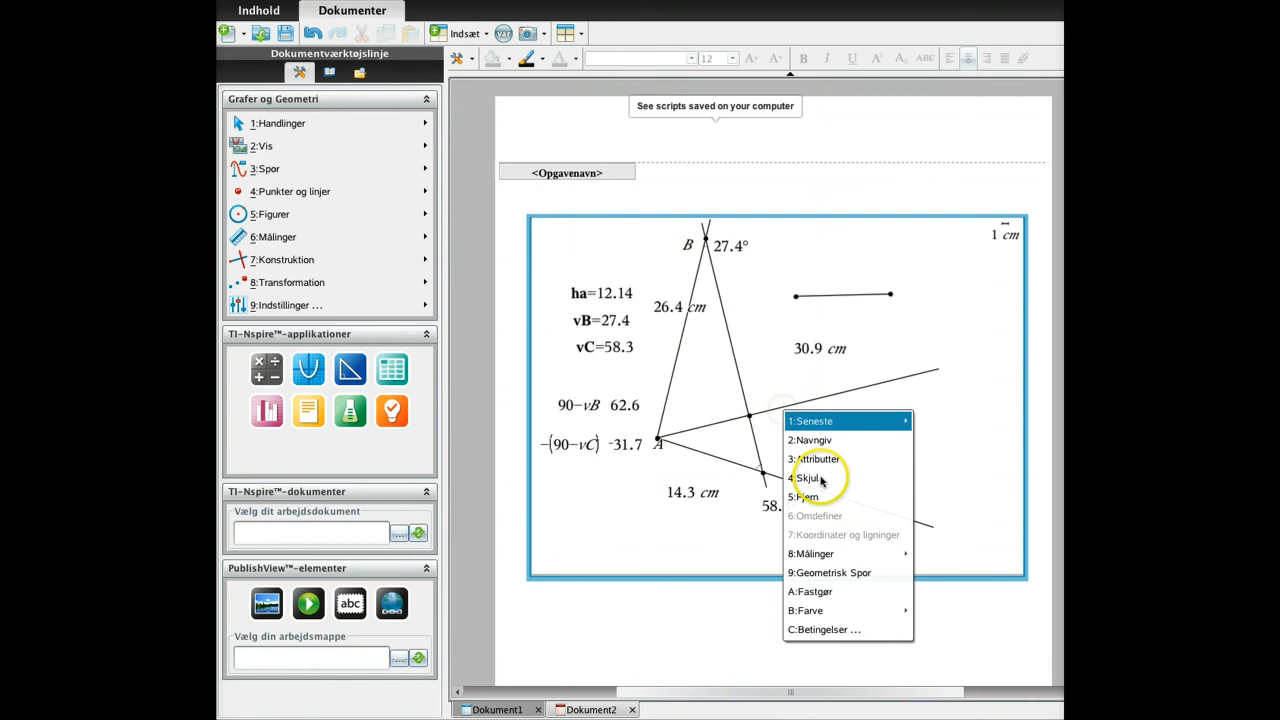 Indhold
Dokumenter
Indsæt
var
Dokumentværktøjslinje
12
B I U ABC
Grafer og Geometri
See scripts saved on your computer
1:Handlinger
2:Vis
3:Spor
4:Punkter og linjer
5:Figurer
6:Målinger
7:Konstruktion
8:Transformation
9:Indstillinger ...
<Opgavenavn>
B 27.4°
1 cm
ha=12.14
26.4 cm
vB=27.4
vC=58.3
30.9 cm
90−vB 62.6
−(90−vC) -31.7
A
14.3 cm
58.
1:Seneste
2:Navngiv
3:Attributter
4:Skjul
5:Fjern
6:Omdefiner
7:Koordinater og ligninger
8:Målinger
9:Geometrisk Spor
A:Fastgør
B:Farve
C:Betingelser ...
TI-Nspire™-applikationer
TI-Nspire™-dokumenter
Vælg dit arbejdsdokument
...
PublishView™-elementer
abc
Vælg din arbejdsmappe
...
Dokument1
Dokument2